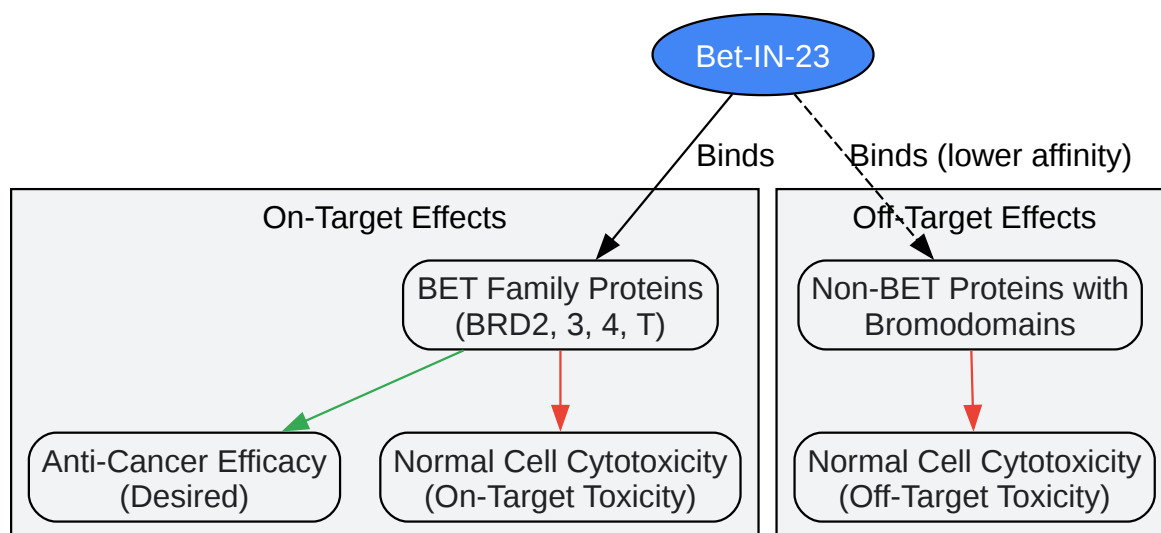 Bet-IN-23
Binds
Binds (lower affinity)
On-Target Effects
Off-Target Effects
BET Family Proteins
(BRD2, 3, 4, T)
Non-BET Proteins with
Bromodomains
Anti-Cancer Efficacy
(Desired)
Normal Cell Cytotoxicity
(On-Target Toxicity)
Normal Cell Cytotoxicity
(Off-Target Toxicity)